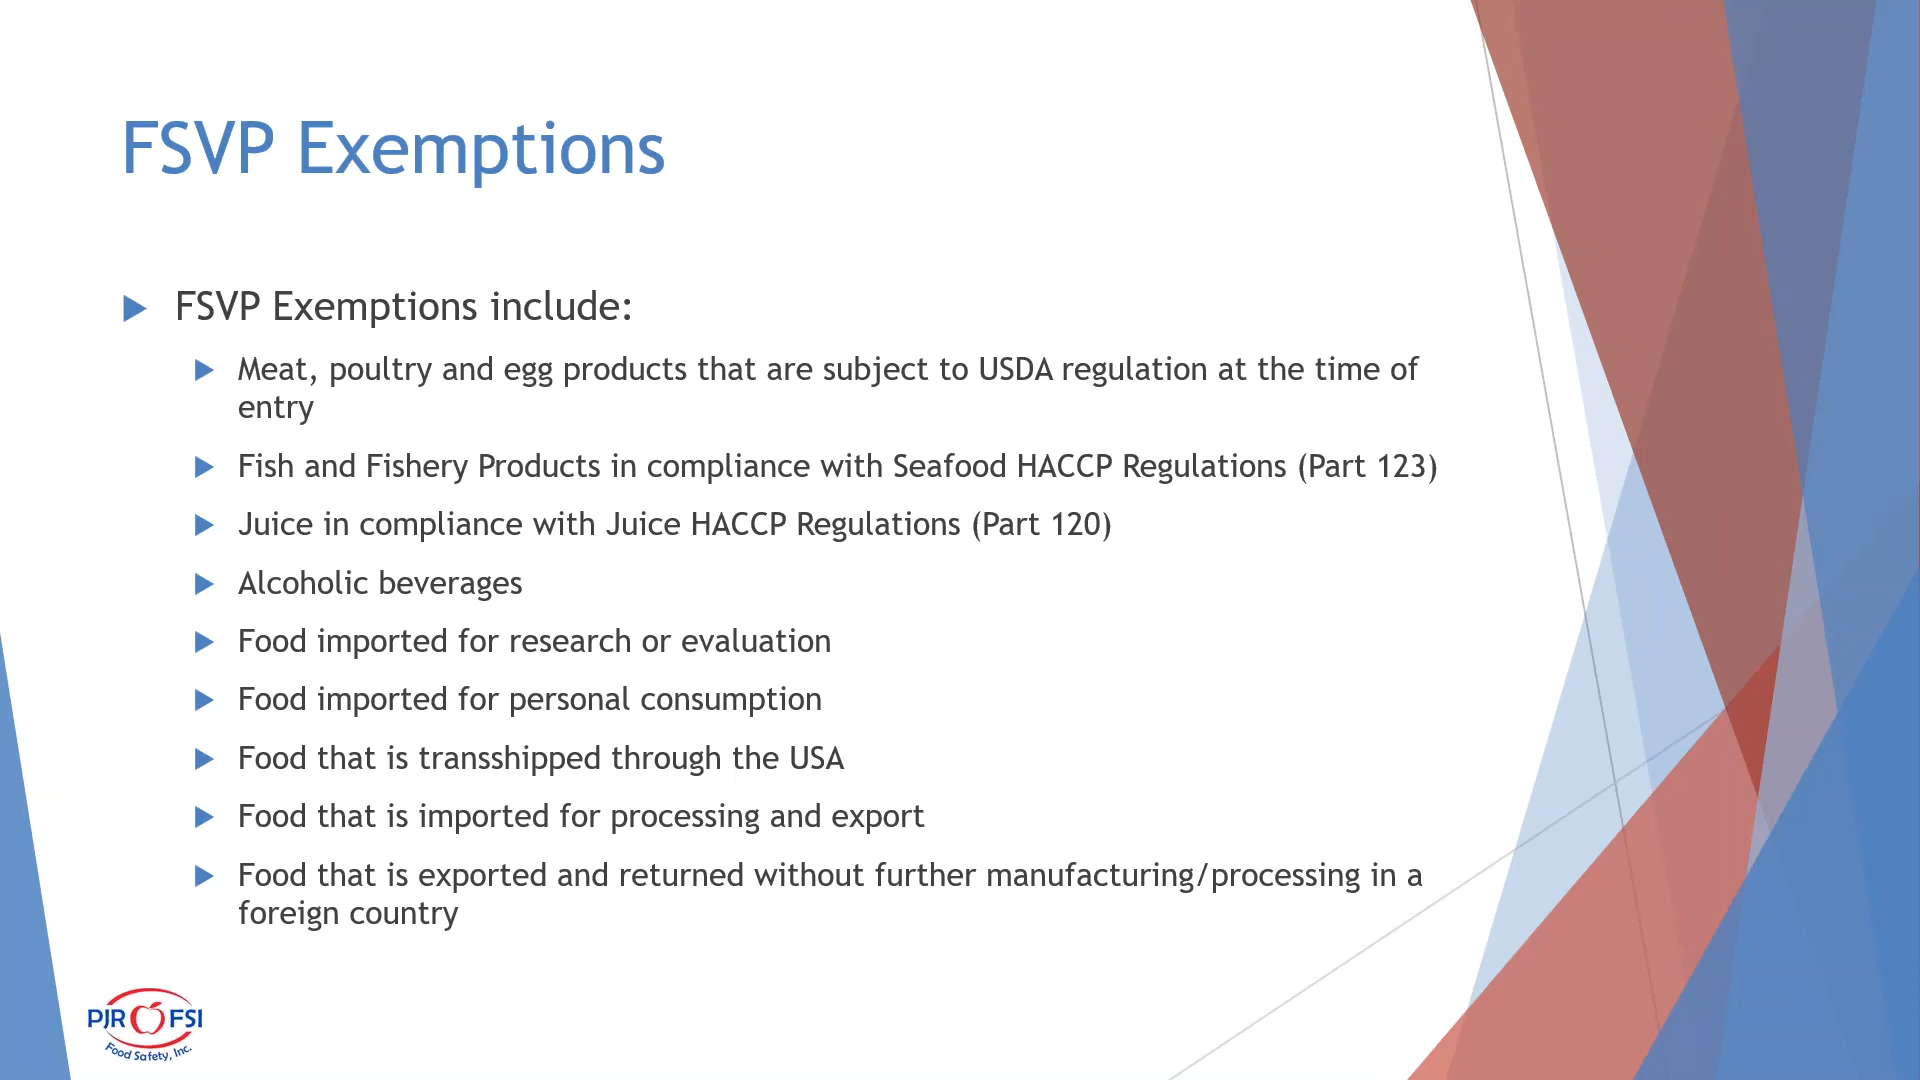 FSVP Exemptions
FSVP Exemptions include:
Meat, poultry and egg products that are subject to USDA regulation at the time of
entry
Fish and Fishery Products in compliance with Seafood HACCP Regulations (Part 123)
Juice in compliance with Juice HACCP Regulations (Part 120)
Alcoholic beverages
Food imported for research or evaluation
Food imported for personal consumption
Food that is transshipped through the USA
Food that is imported for processing and export
Food that is exported and returned without further manufacturing/processing in a
foreign country
PJR FSI
Food Safety, Inc.